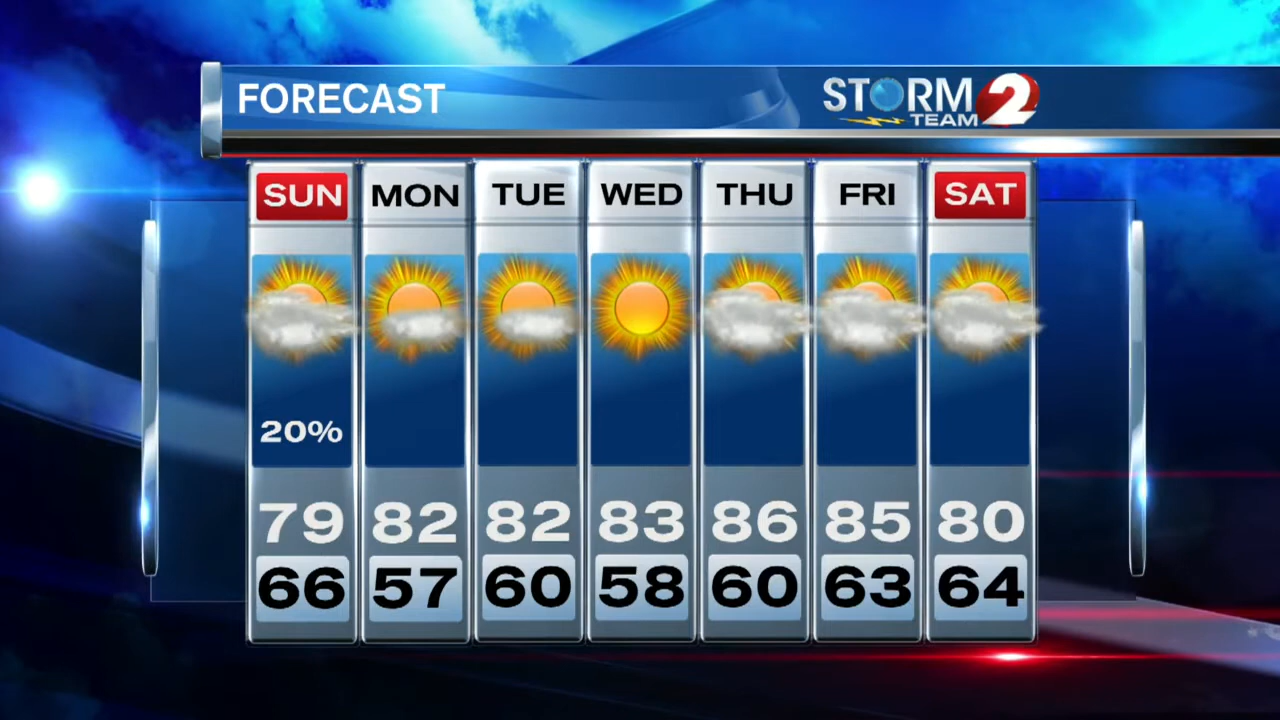 FORECAST
STORM
TEAM 2
SUN MON TUE WED THU FRI SAT
20%
79 82 82 83 86 85 80
66 57 60 58 60 63 64